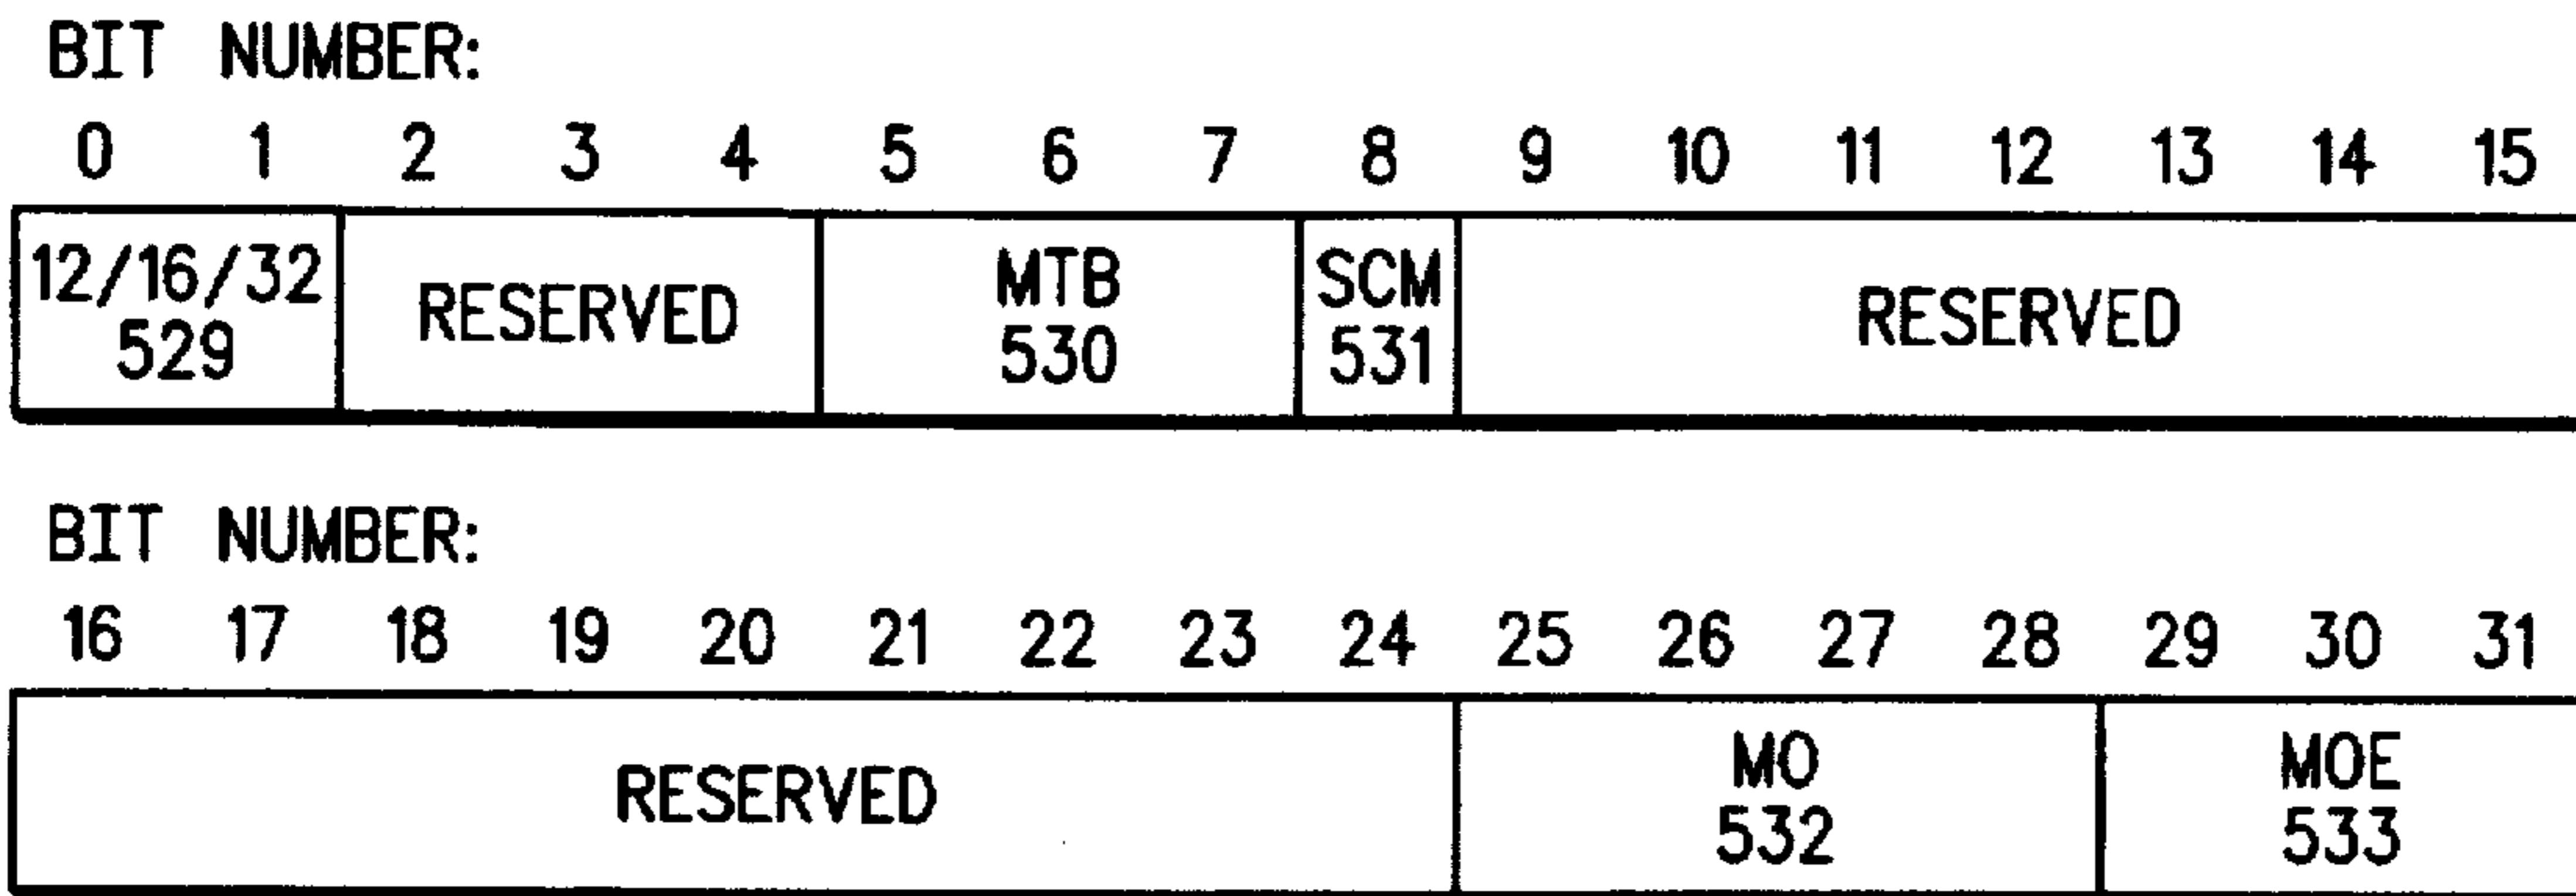 BIT NUMBER:
0 1 2 3 4 5 6 7 8 9 10 11 12 13 14 15
12/16/32 529 RESERVED MTB 530 SCM 531 RESERVED
BIT NUMBER:
16 17 18 19 20 21 22 23 24 25 26 27 28 29 30 31
RESERVED MO 532 MOE 533